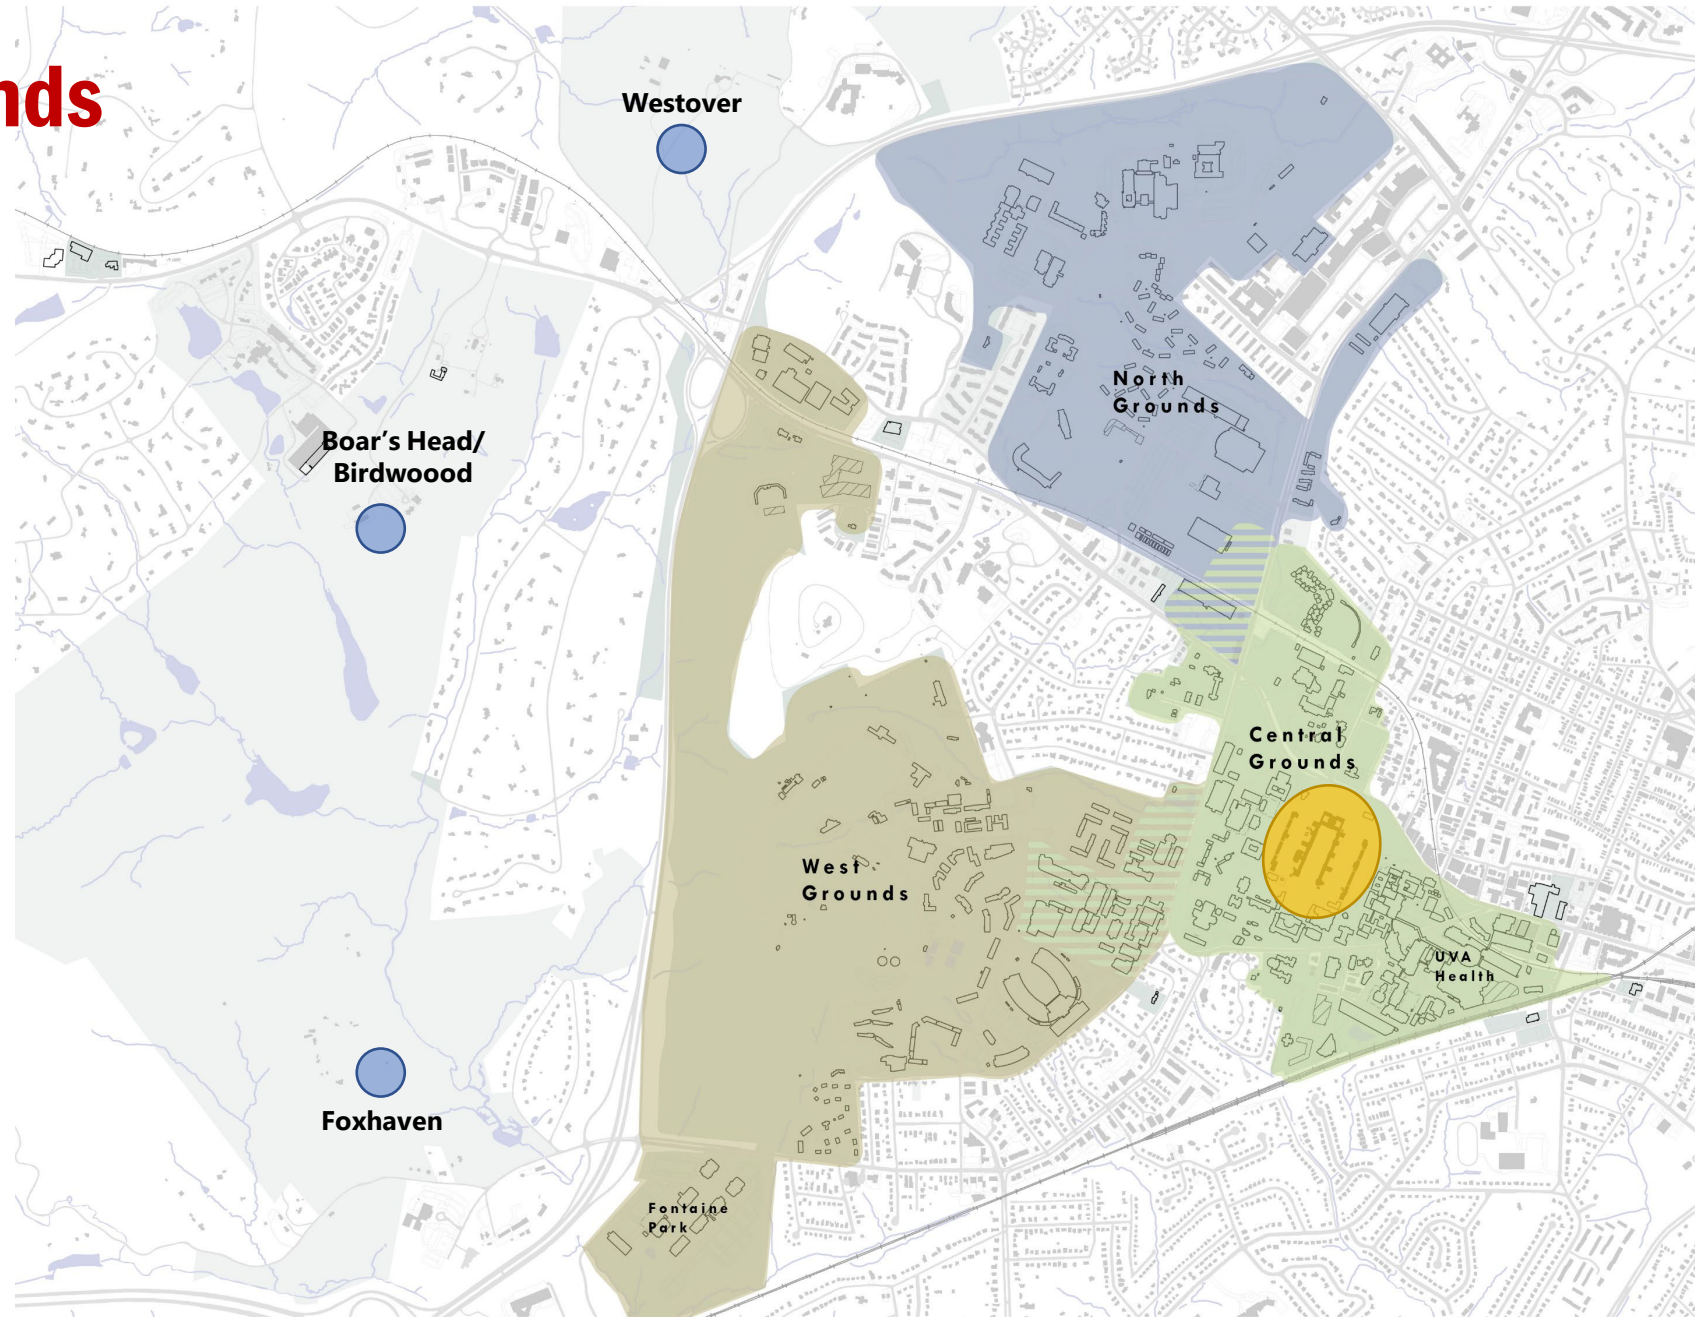 nds
Westover
North
Grounds
Boar's Head/
Birdwoood
Central
Grounds
West
Grounds
UVA
Health
Foxhaven
Fontaine
Park